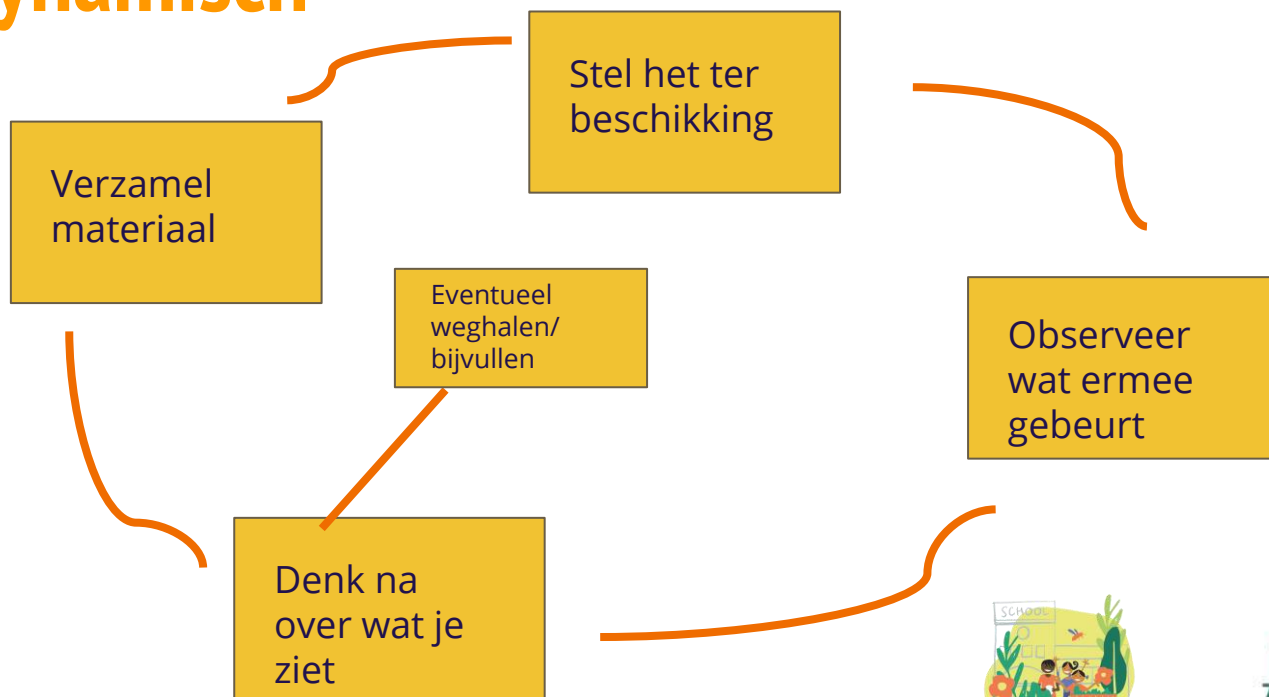 ynamisch
Stel het ter
beschikking
Verzamel
materiaal
Eventueel
weghalen/
bijvullen
Observeer
wat ermee
gebeurt
Denk na
over wat je
ziet
SCHOOL